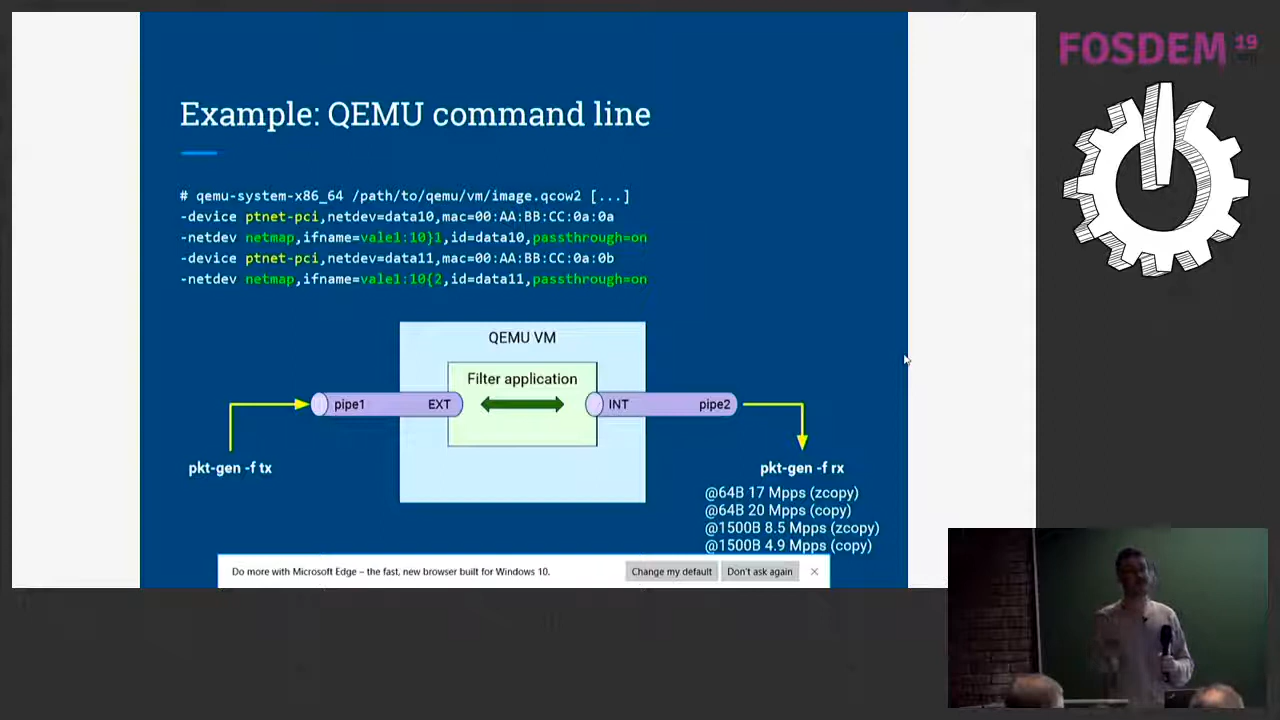 FOSDEM 19
Example: QEMU command line
# qemu-system-x86_64 /path/to/qemu/vm/image.qcow2 [...]
-device ptnet-pci,netdev=data10,mac=00:AA:BB:CC:0a:0a
-netdev netmap,ifname=vale1:10}1,id=data10,passthrough=on
-device ptnet-pci,netdev=data11,mac=00:AA:BB:CC:0a:0b
-netdev netmap,ifname=vale1:10{2,id=data11,passthrough=on
QEMU VM
Filter application
pipe1 EXT INT pipe2
pkt-gen -f tx
pkt-gen -f rx
@64B 17 Mpps (zcopy)
@64B 20 Mpps (copy)
@1500B 8.5 Mpps (zcopy)
@1500B 4.9 Mpps (copy)
Do more with Microsoft Edge – the fast, new browser built for Windows 10. Change my default Don't ask again